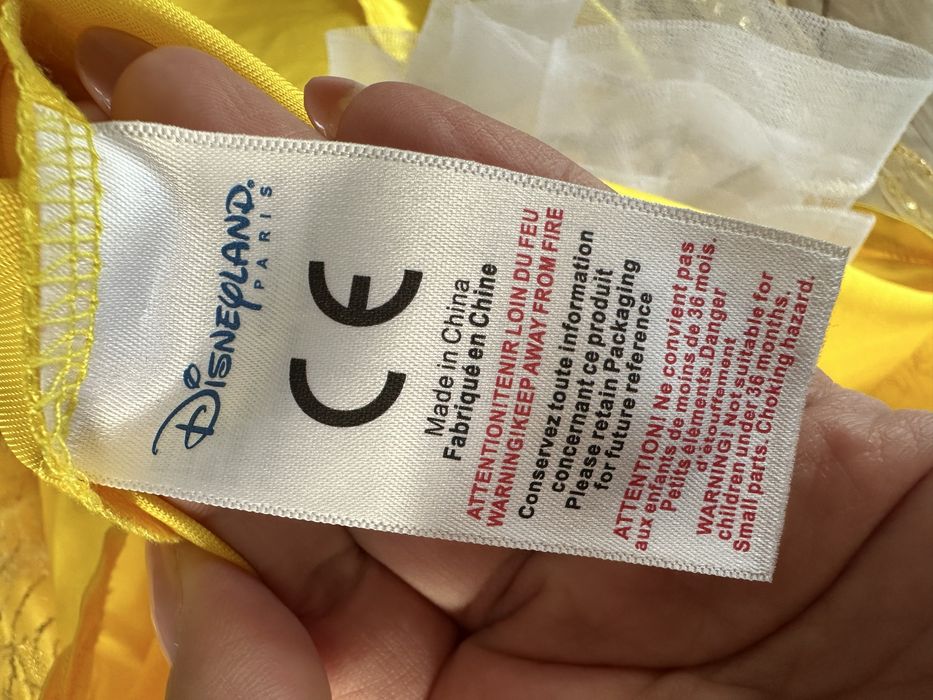 DISNEYLAND®
PARIS
CE
Made in China
Fabriqué en Chine
ATTENTION!TENIR LOIN DU FEU
WARNING!KEEP AWAY FROM FIRE
Conservez toute information
concernant ce produit
Please retain Packaging
for future reference
ATTENTION! Ne convient pas
aux enfants de moins de 36 mois.
Petits éléments.Danger
d'étouffement
WARNING! Not suitable for
children under 36 months,
Small parts. Choking hazard.